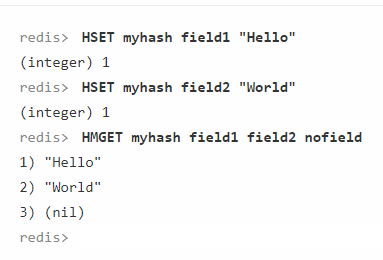 redis> HSET myhash field1 "Hello"
(integer) 1
redis> HSET myhash field2 "World"
(integer) 1
redis> HMGET myhash field1 field2 nofield
1) "Hello"
2) "World"
3) (nil)
redis>